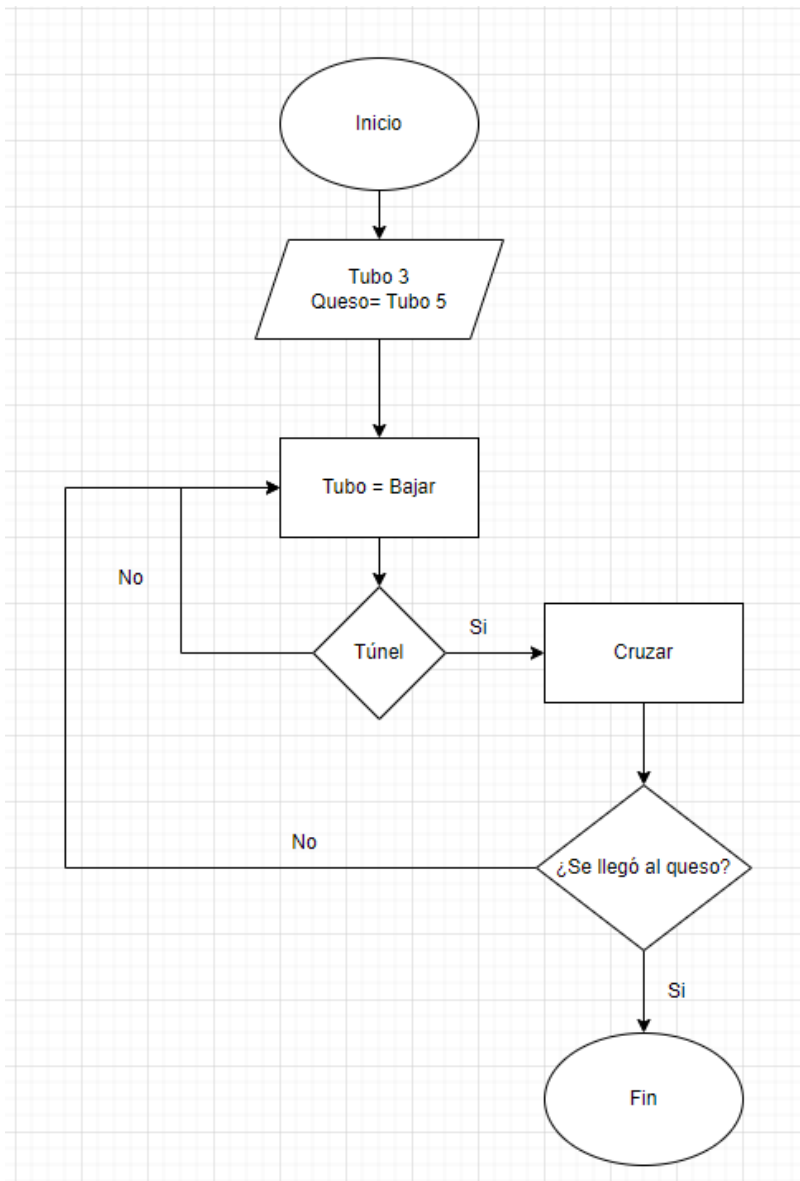 Inicio
Tubo 3
Queso= Tubo 5
Tubo = Bajar
No
Túnel
Si
Cruzar
No
¿Se llegó al queso?
Si
Fin